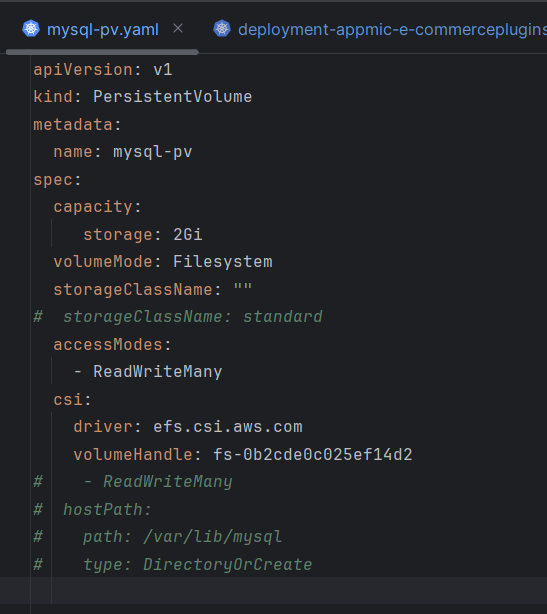 mysql-pv.yaml × deployment-appmic-e-commerceplugins
apiVersion: v1
kind: PersistentVolume
metadata:
  name: mysql-pv
spec:
  capacity:
     storage: 2Gi
  volumeMode: Filesystem
  storageClassName: ""
#  storageClassName: standard
  accessModes:
    - ReadWriteMany
  csi:
    driver: efs.csi.aws.com
    volumeHandle: fs-0b2cde0c025ef14d2
#    - ReadWriteMany
#  hostPath:
#    path: /var/lib/mysql
#    type: DirectoryOrCreate